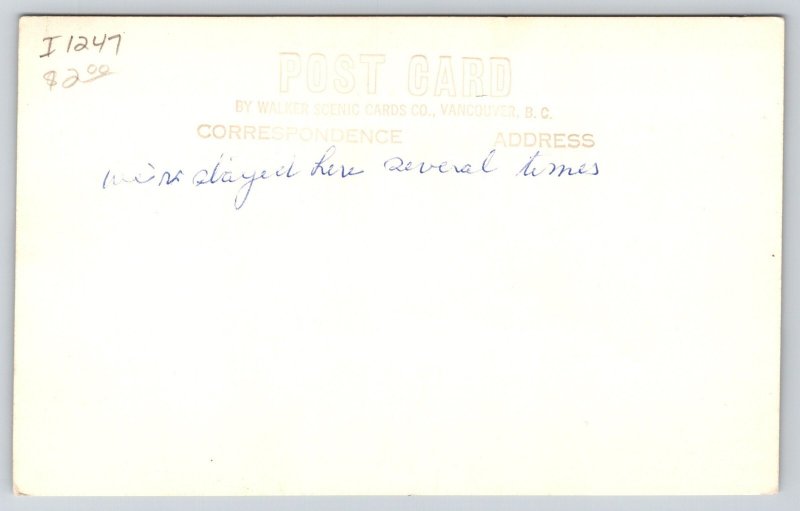 I1247
$2.00
POST CARD
BY WALKER SCENIC CARDS CO., VANCOUVER, B. C.
CORRESPONDENCE ADDRESS
stayed here several times